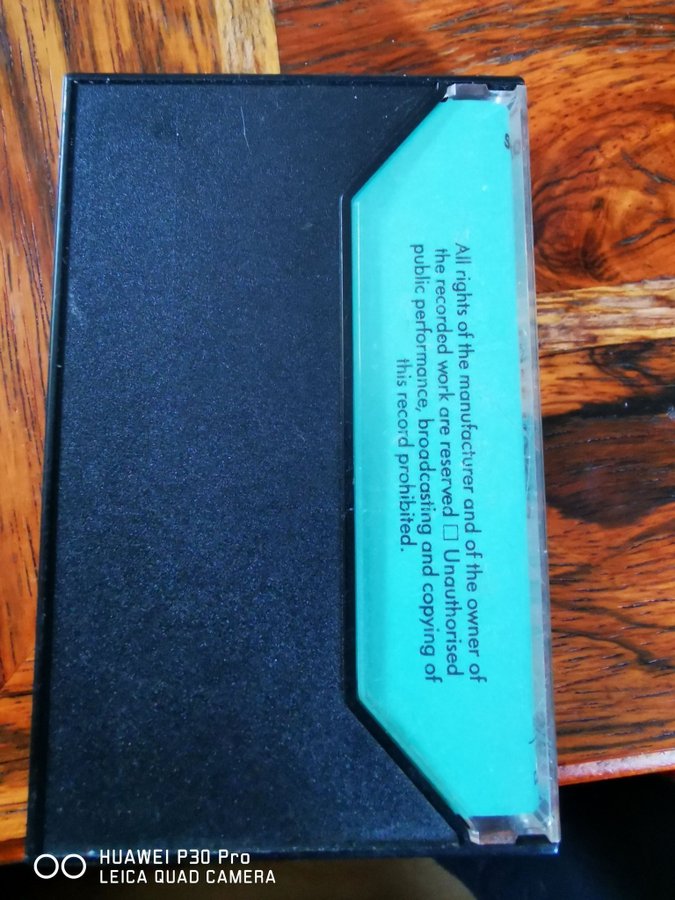 All rights of the manufacturer and of the owner of
the recorded work are reserved □ Unauthorised
public performance, broadcasting and copying of
this record prohibited.
HUAWEI P30 Pro
LEICA QUAD CAMERA